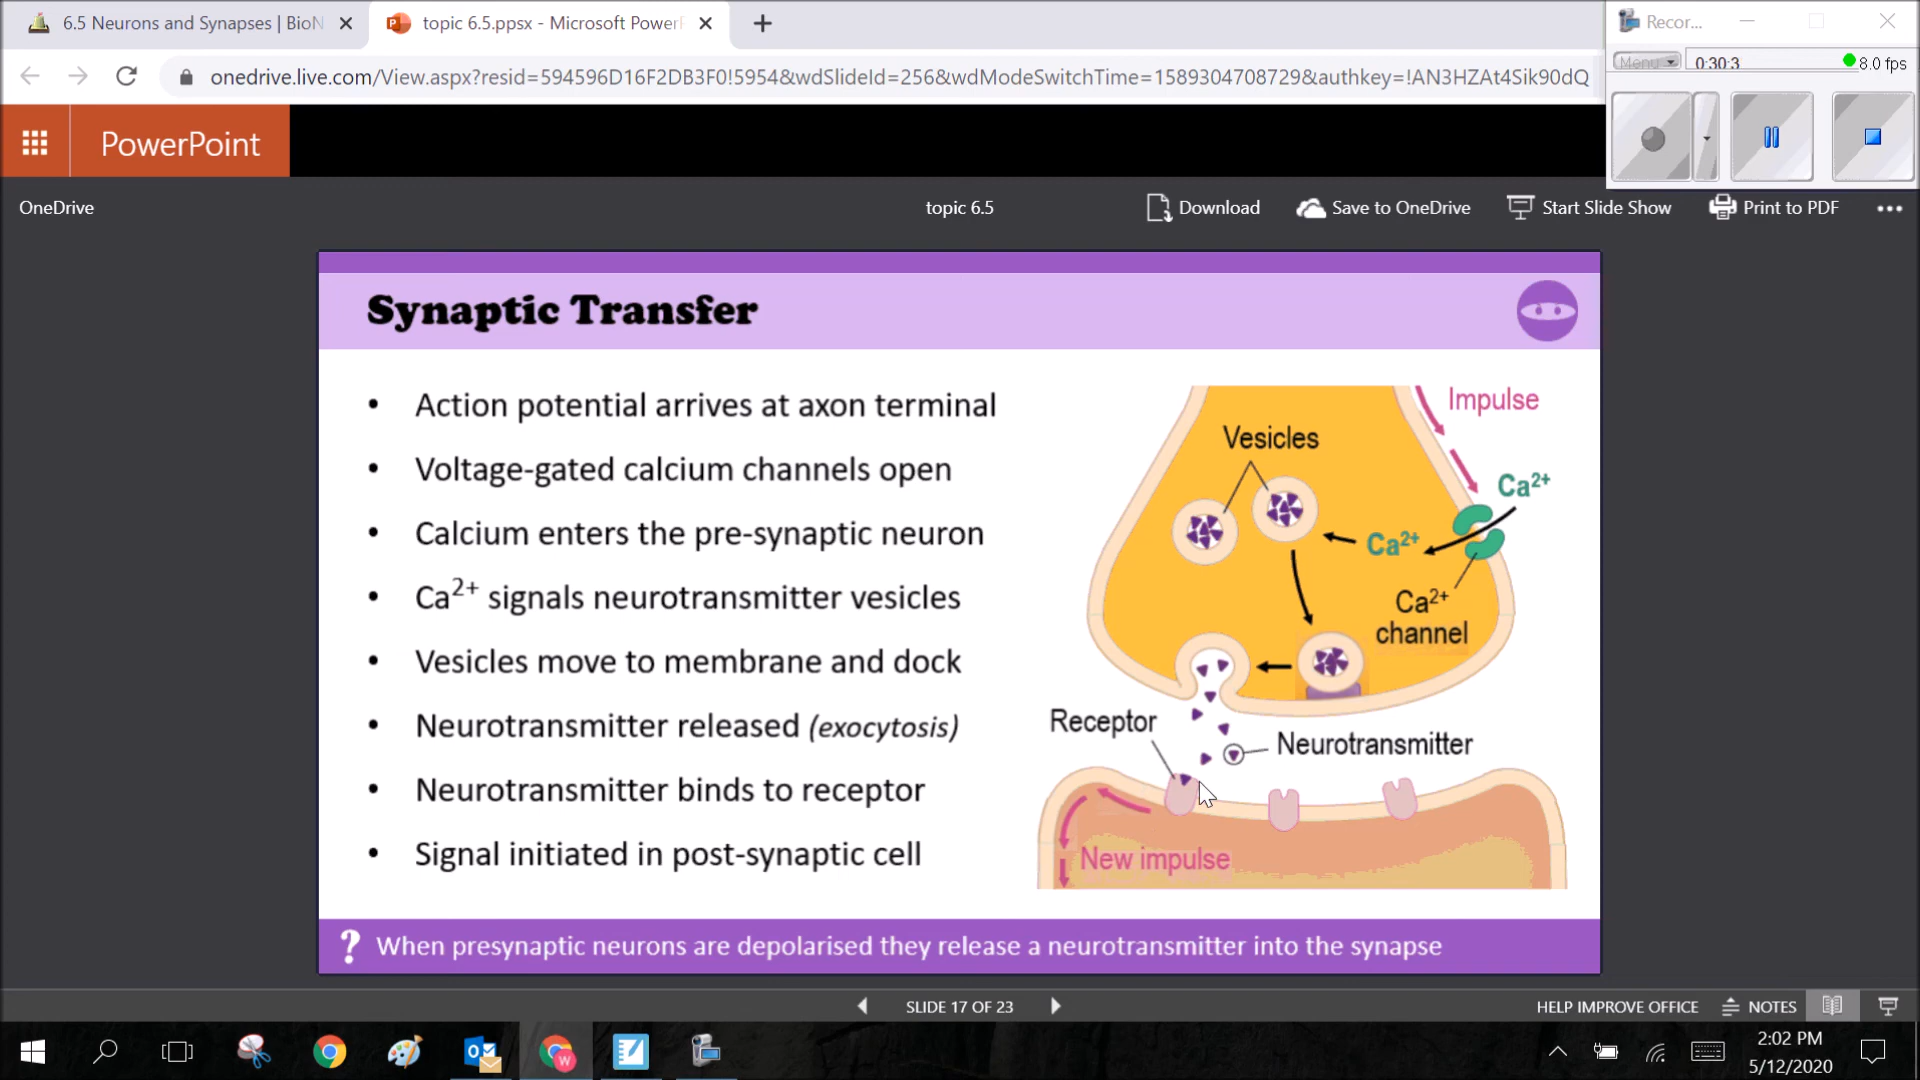 6.5 Neurons and Synapses | BioN
topic 6.5.ppsx - Microsoft Power
Recor...
onedrive.live.com/View.aspx?resid=594596D16F2DB3F0!5954&wdSlideId=256&wdModeSwitchTime=1589304708729&authkey=!AN3HZAt4Sik90dQ
Menu
0:30:3
8.0 fps
PowerPoint
OneDrive
topic 6.5
Download
Save to OneDrive
Start Slide Show
Print to PDF
Synaptic Transfer
• Action potential arrives at axon terminal
• Voltage-gated calcium channels open
• Calcium enters the pre-synaptic neuron
• Ca2+ signals neurotransmitter vesicles
• Vesicles move to membrane and dock
• Neurotransmitter released (exocytosis)
• Neurotransmitter binds to receptor
• Signal initiated in post-synaptic cell
Impulse
Vesicles
Ca2+
Ca2+
Ca2+
channel
Receptor
Neurotransmitter
New impulse
? When presynaptic neurons are depolarised they release a neurotransmitter into the synapse
SLIDE 17 OF 23
HELP IMPROVE OFFICE
NOTES
W
2:02 PM
5/12/2020